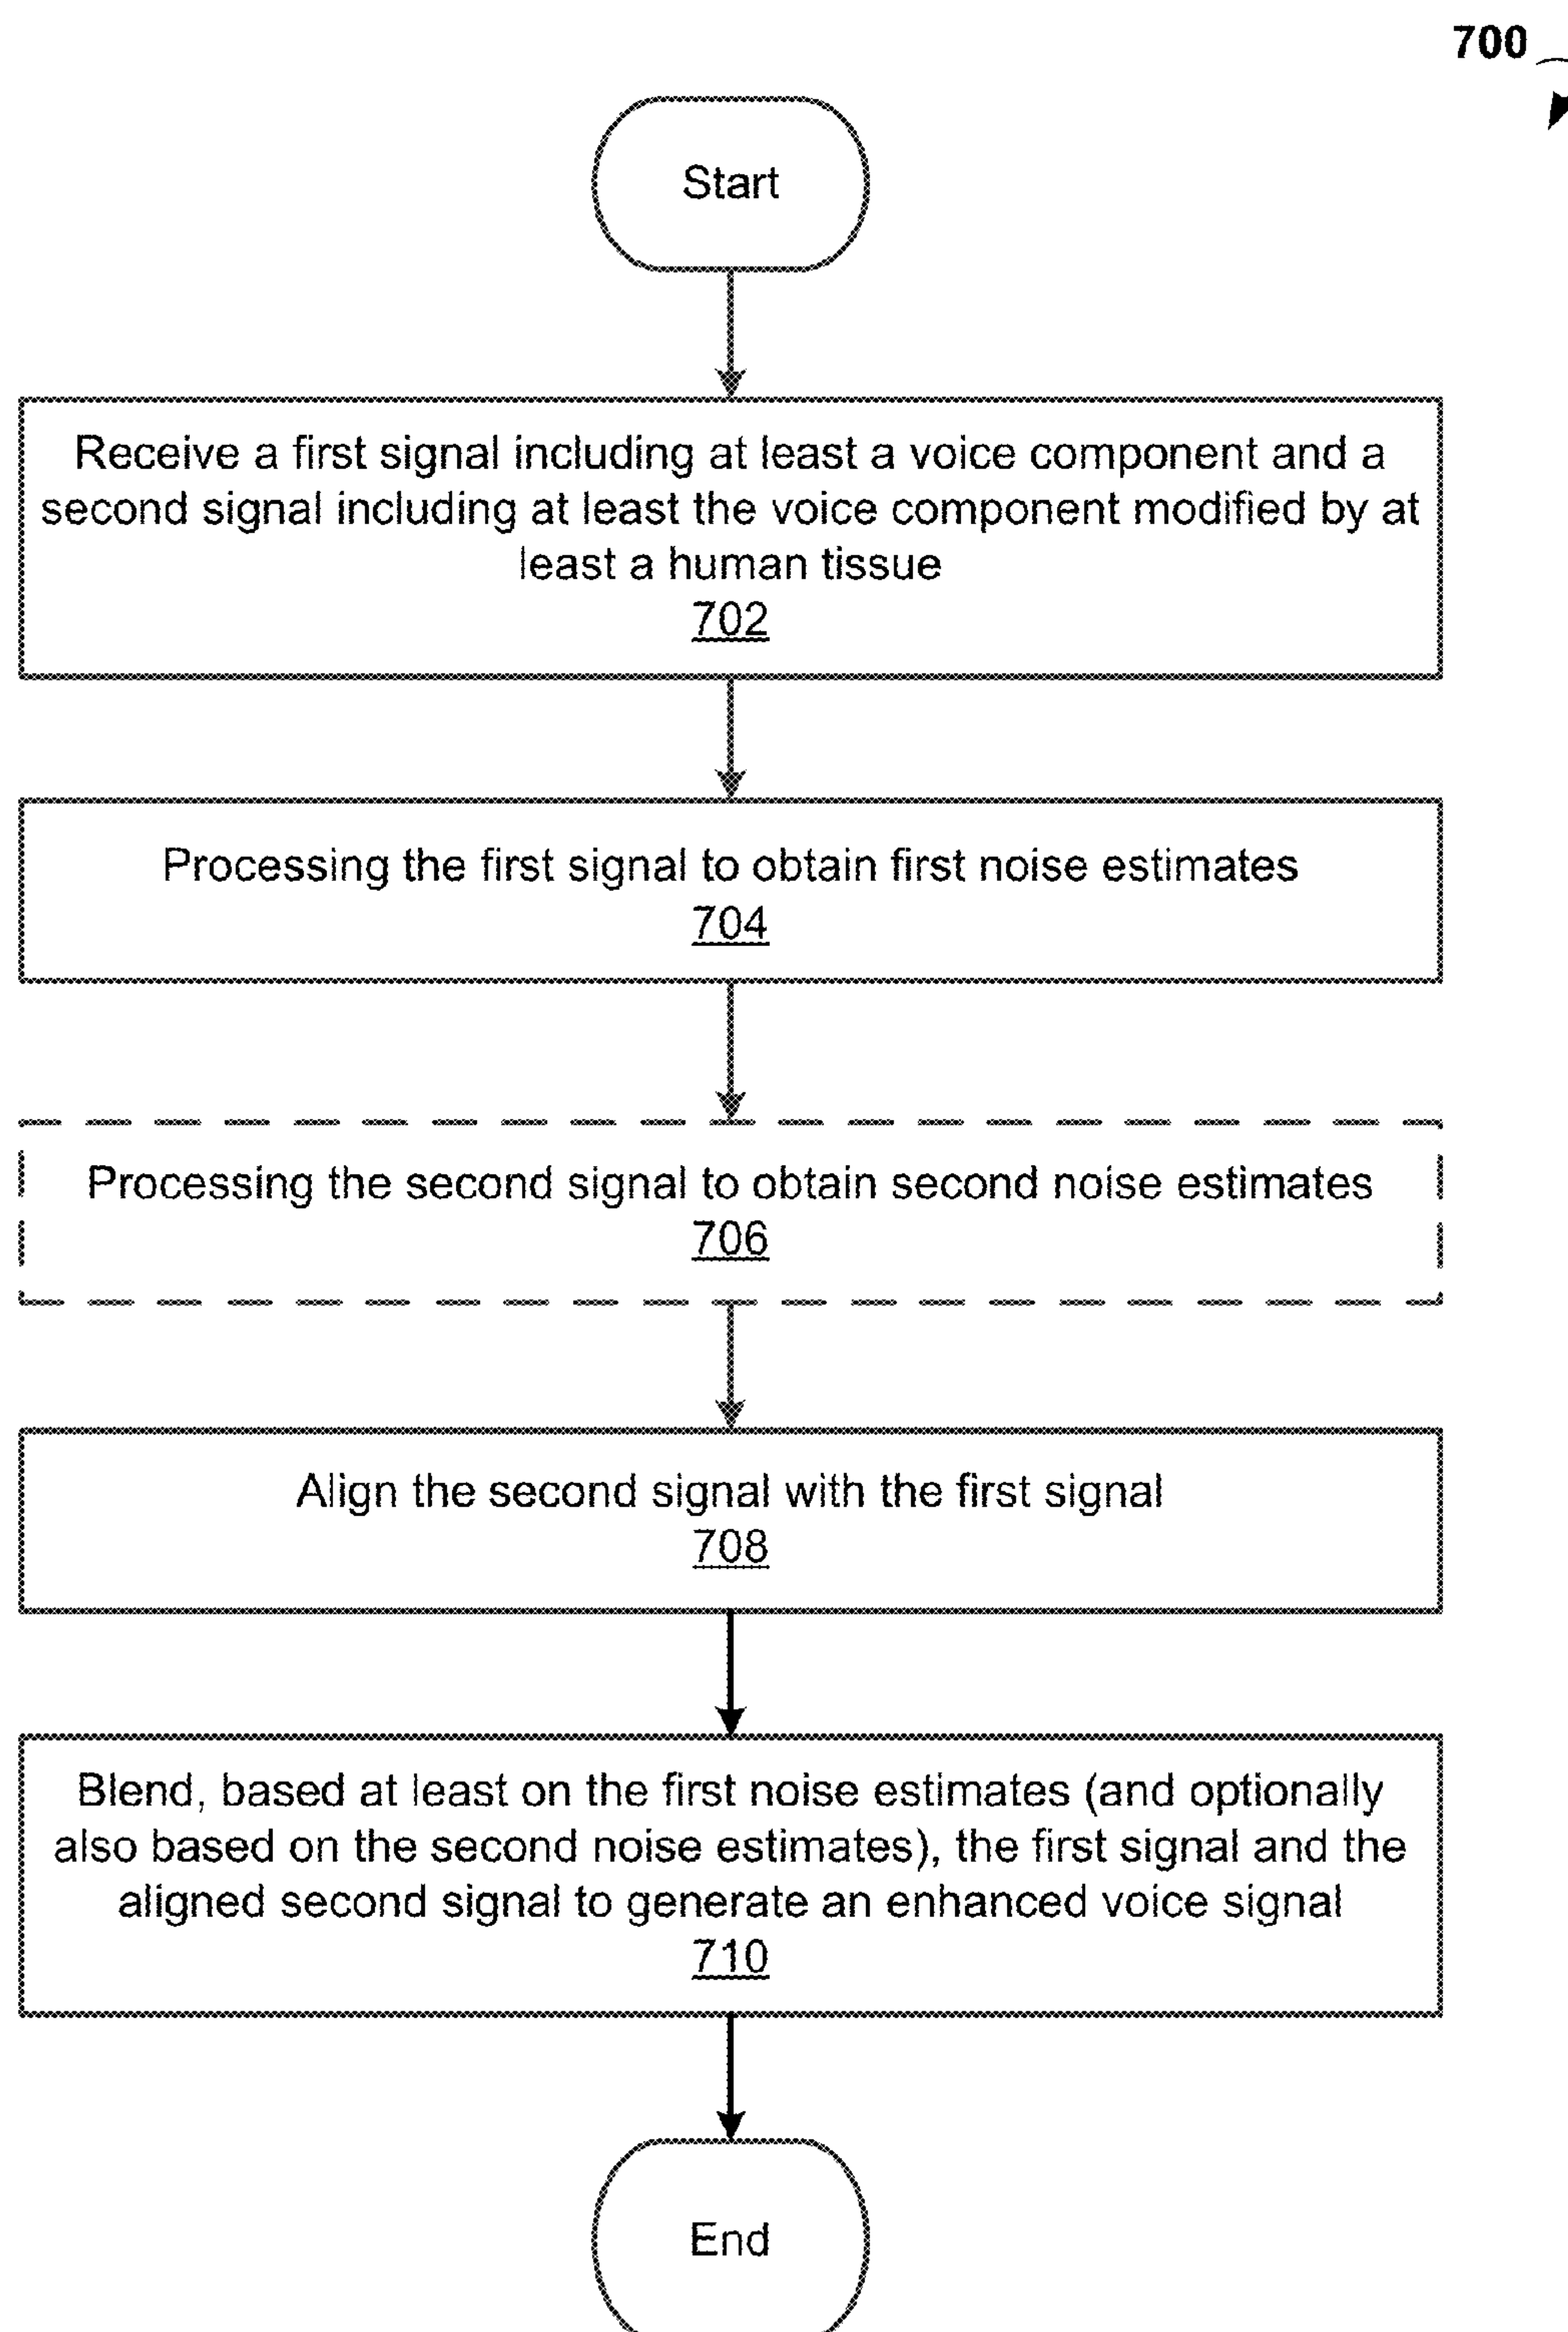 700
Start
Receive a first signal including at least a voice component and a
second signal including at least the voice component modified by at
least a human tissue
702
Processing the first signal to obtain first noise estimates
704
Processing the second signal to obtain second noise estimates
706
Align the second signal with the first signal
708
Blend, based at least on the first noise estimates (and optionally
also based on the second noise estimates), the first signal and the
aligned second signal to generate an enhanced voice signal
710
End